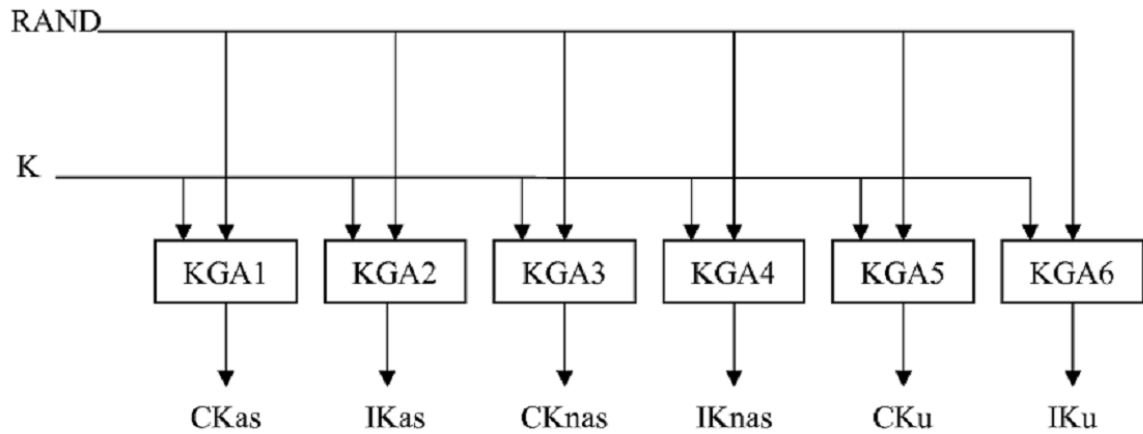 RAND
K
KGA1 KGA2 KGA3 KGA4 KGA5 KGA6
CKas IKas CKnas IKnas CKu IKu